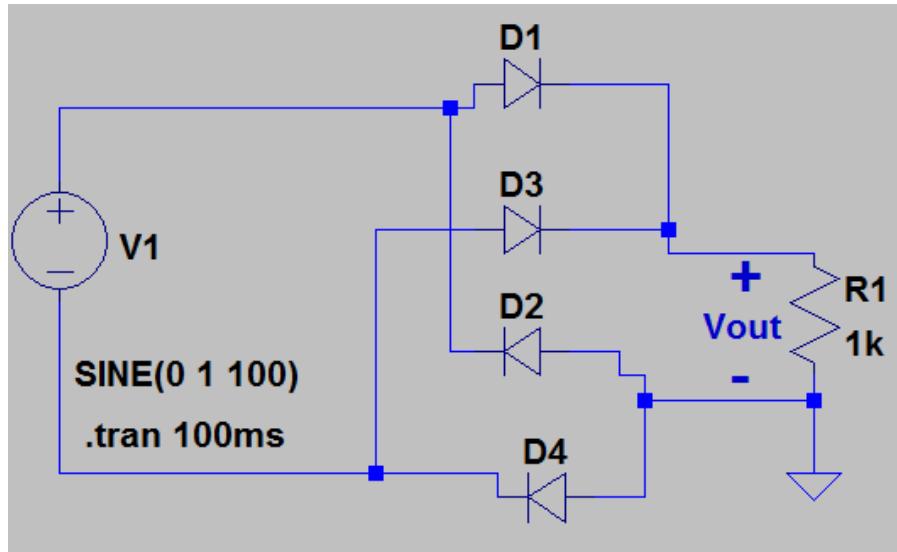 D1
D3
V1
+
R1
D2
Vout
1k
-
SINE(0 1 100)
.tran 100ms
D4